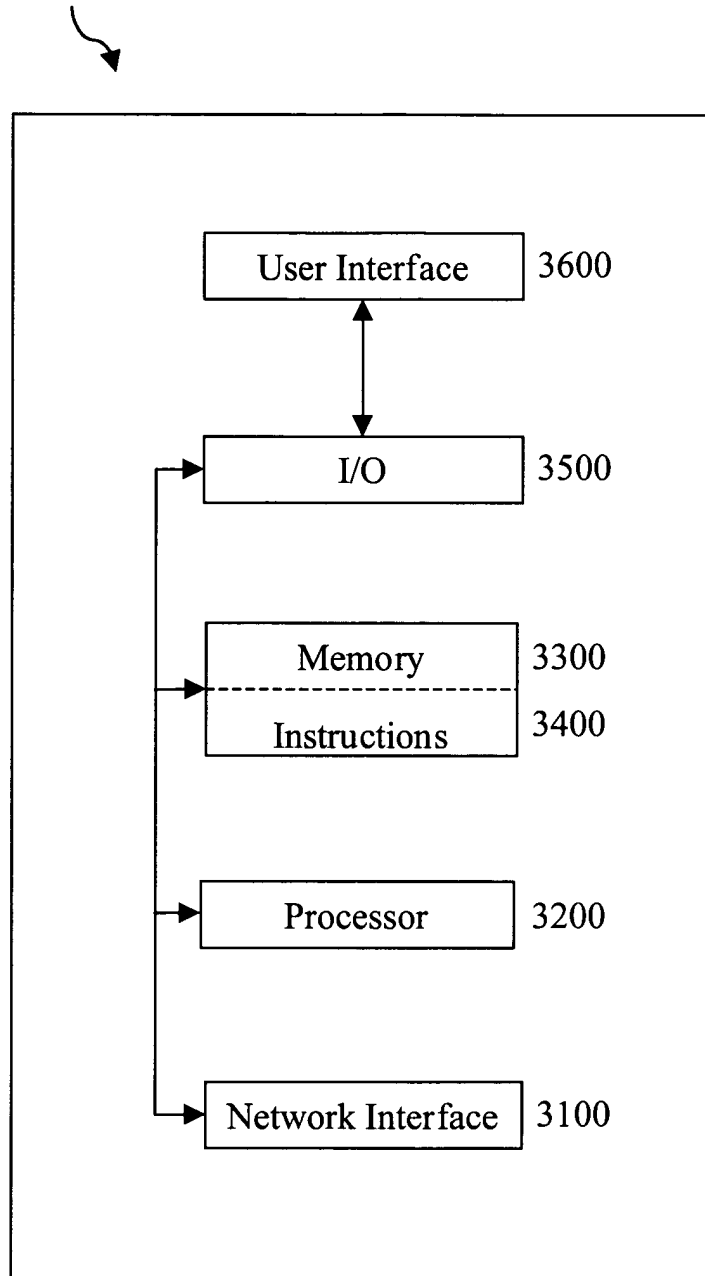 User Interface 3600
I/O 3500
Memory 3300
Instructions 3400
Processor 3200
Network Interface 3100